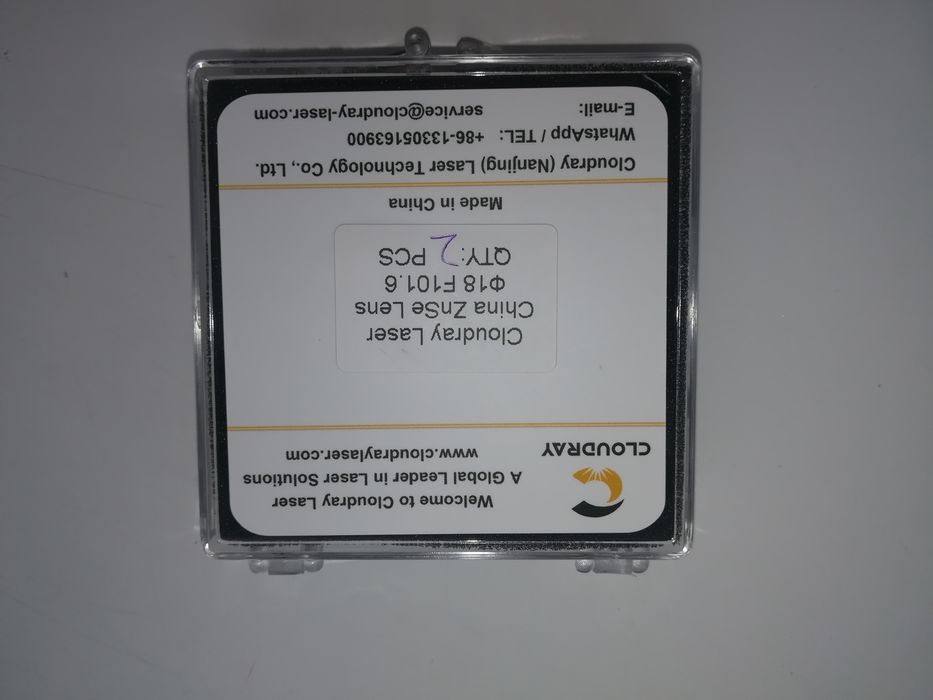 CLOUDRAY
Welcome to Cloudray Laser
A Global Leader in Laser Solutions
www.cloudraylaser.com
Cloudray Laser
China ZnSe Lens
Φ18 F101.6
QTY: 2 PCS
Made in China
Cloudray (Nanjing) Laser Technology Co., Ltd.
WhatsApp / TEL: +86-13305163900
E-mail: service@cloudray-laser.com